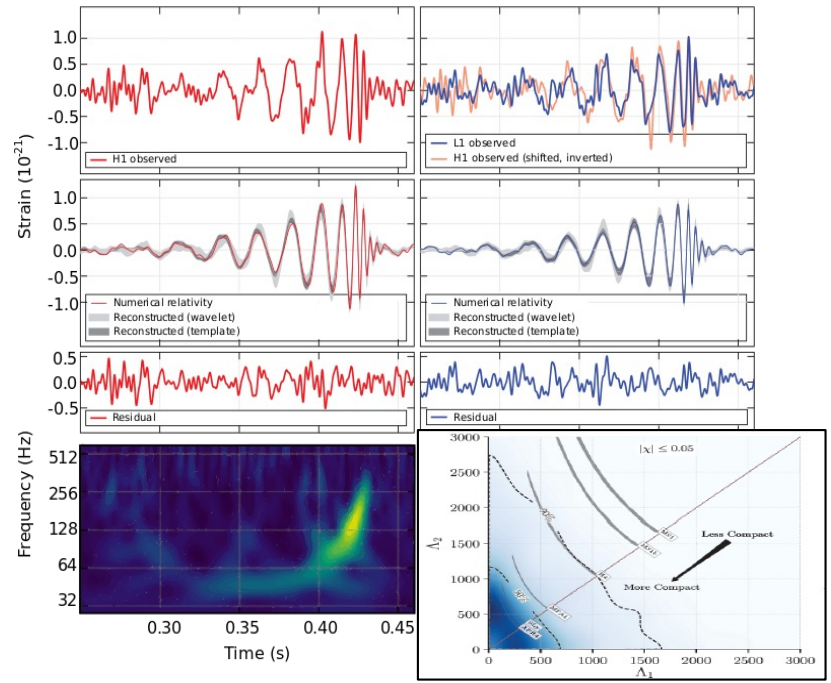 Strain (10⁻²¹)
1.0
0.5
0.0
-0.5
-1.0
H1 observed
L1 observed
H1 observed (shifted, inverted)
1.0
0.5
0.0
-0.5
-1.0
Numerical relativity
Reconstructed (wavelet)
Reconstructed (template)
Numerical relativity
Reconstructed (wavelet)
Reconstructed (template)
0.5
0.0
-0.5
Residual
Residual
Frequency (Hz)
512
256
128
64
32
0.30 0.35 0.40 0.45
Time (s)
Λ₂
3000
2500
2000
1500
1000
500
0
|χ| ≤ 0.05
Less Compact
More Compact
MS1
H4
0 500 1000 1500 2000 2500 3000
Λ₁